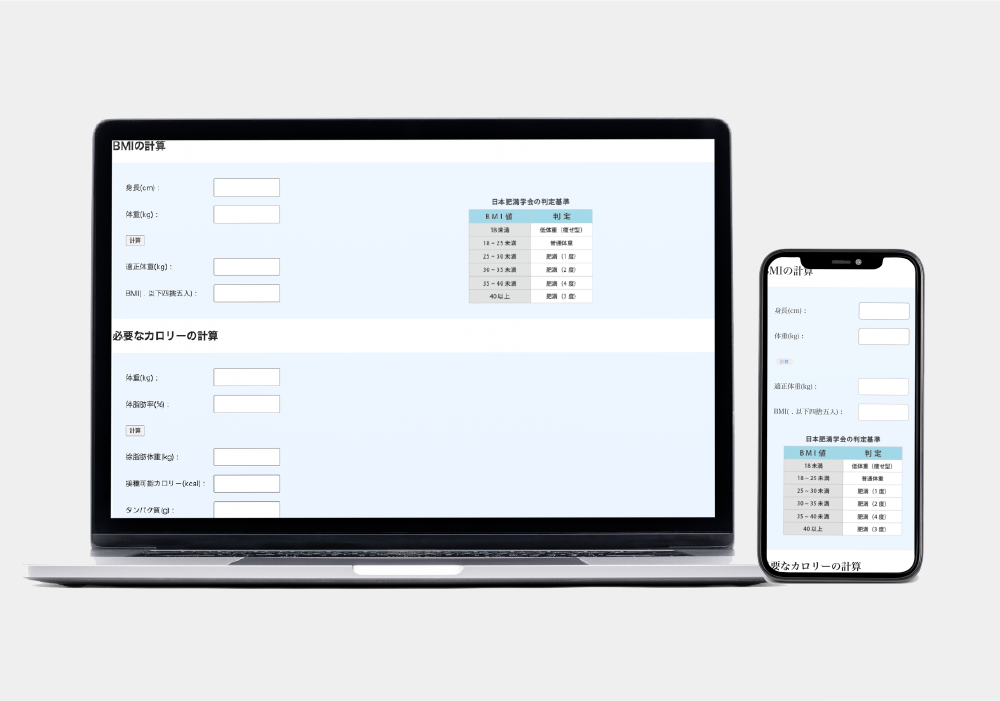 BMIの計算
身長(cm)：
体重(kg)：
計算
適正体重(kg)：
BMI(．以下四捨五入)：
日本肥満学会の判定基準
BMI値 判定
18未満 低体重（痩せ型）
18～25未満 普通体重
25～30未満 肥満（1度）
30～35未満 肥満（2度）
35～40未満 肥満（4度）
40以上 肥満（3度）
必要なカロリーの計算
体重(kg)：
体脂肪率(%)：
計算
除脂肪体重(kg)：
接種可能カロリー(kcal)：
タンパク質(g)：
BMIの計算
身長(cm)：
体重(kg)：
計算
適正体重(kg)：
BMI(．以下四捨五入)：
日本肥満学会の判定基準
BMI値 判定
18未満 低体重（痩せ型）
18～25未満 普通体重
25～30未満 肥満（1度）
30～35未満 肥満（2度）
35～40未満 肥満（4度）
40以上 肥満（3度）
要なカロリーの計算